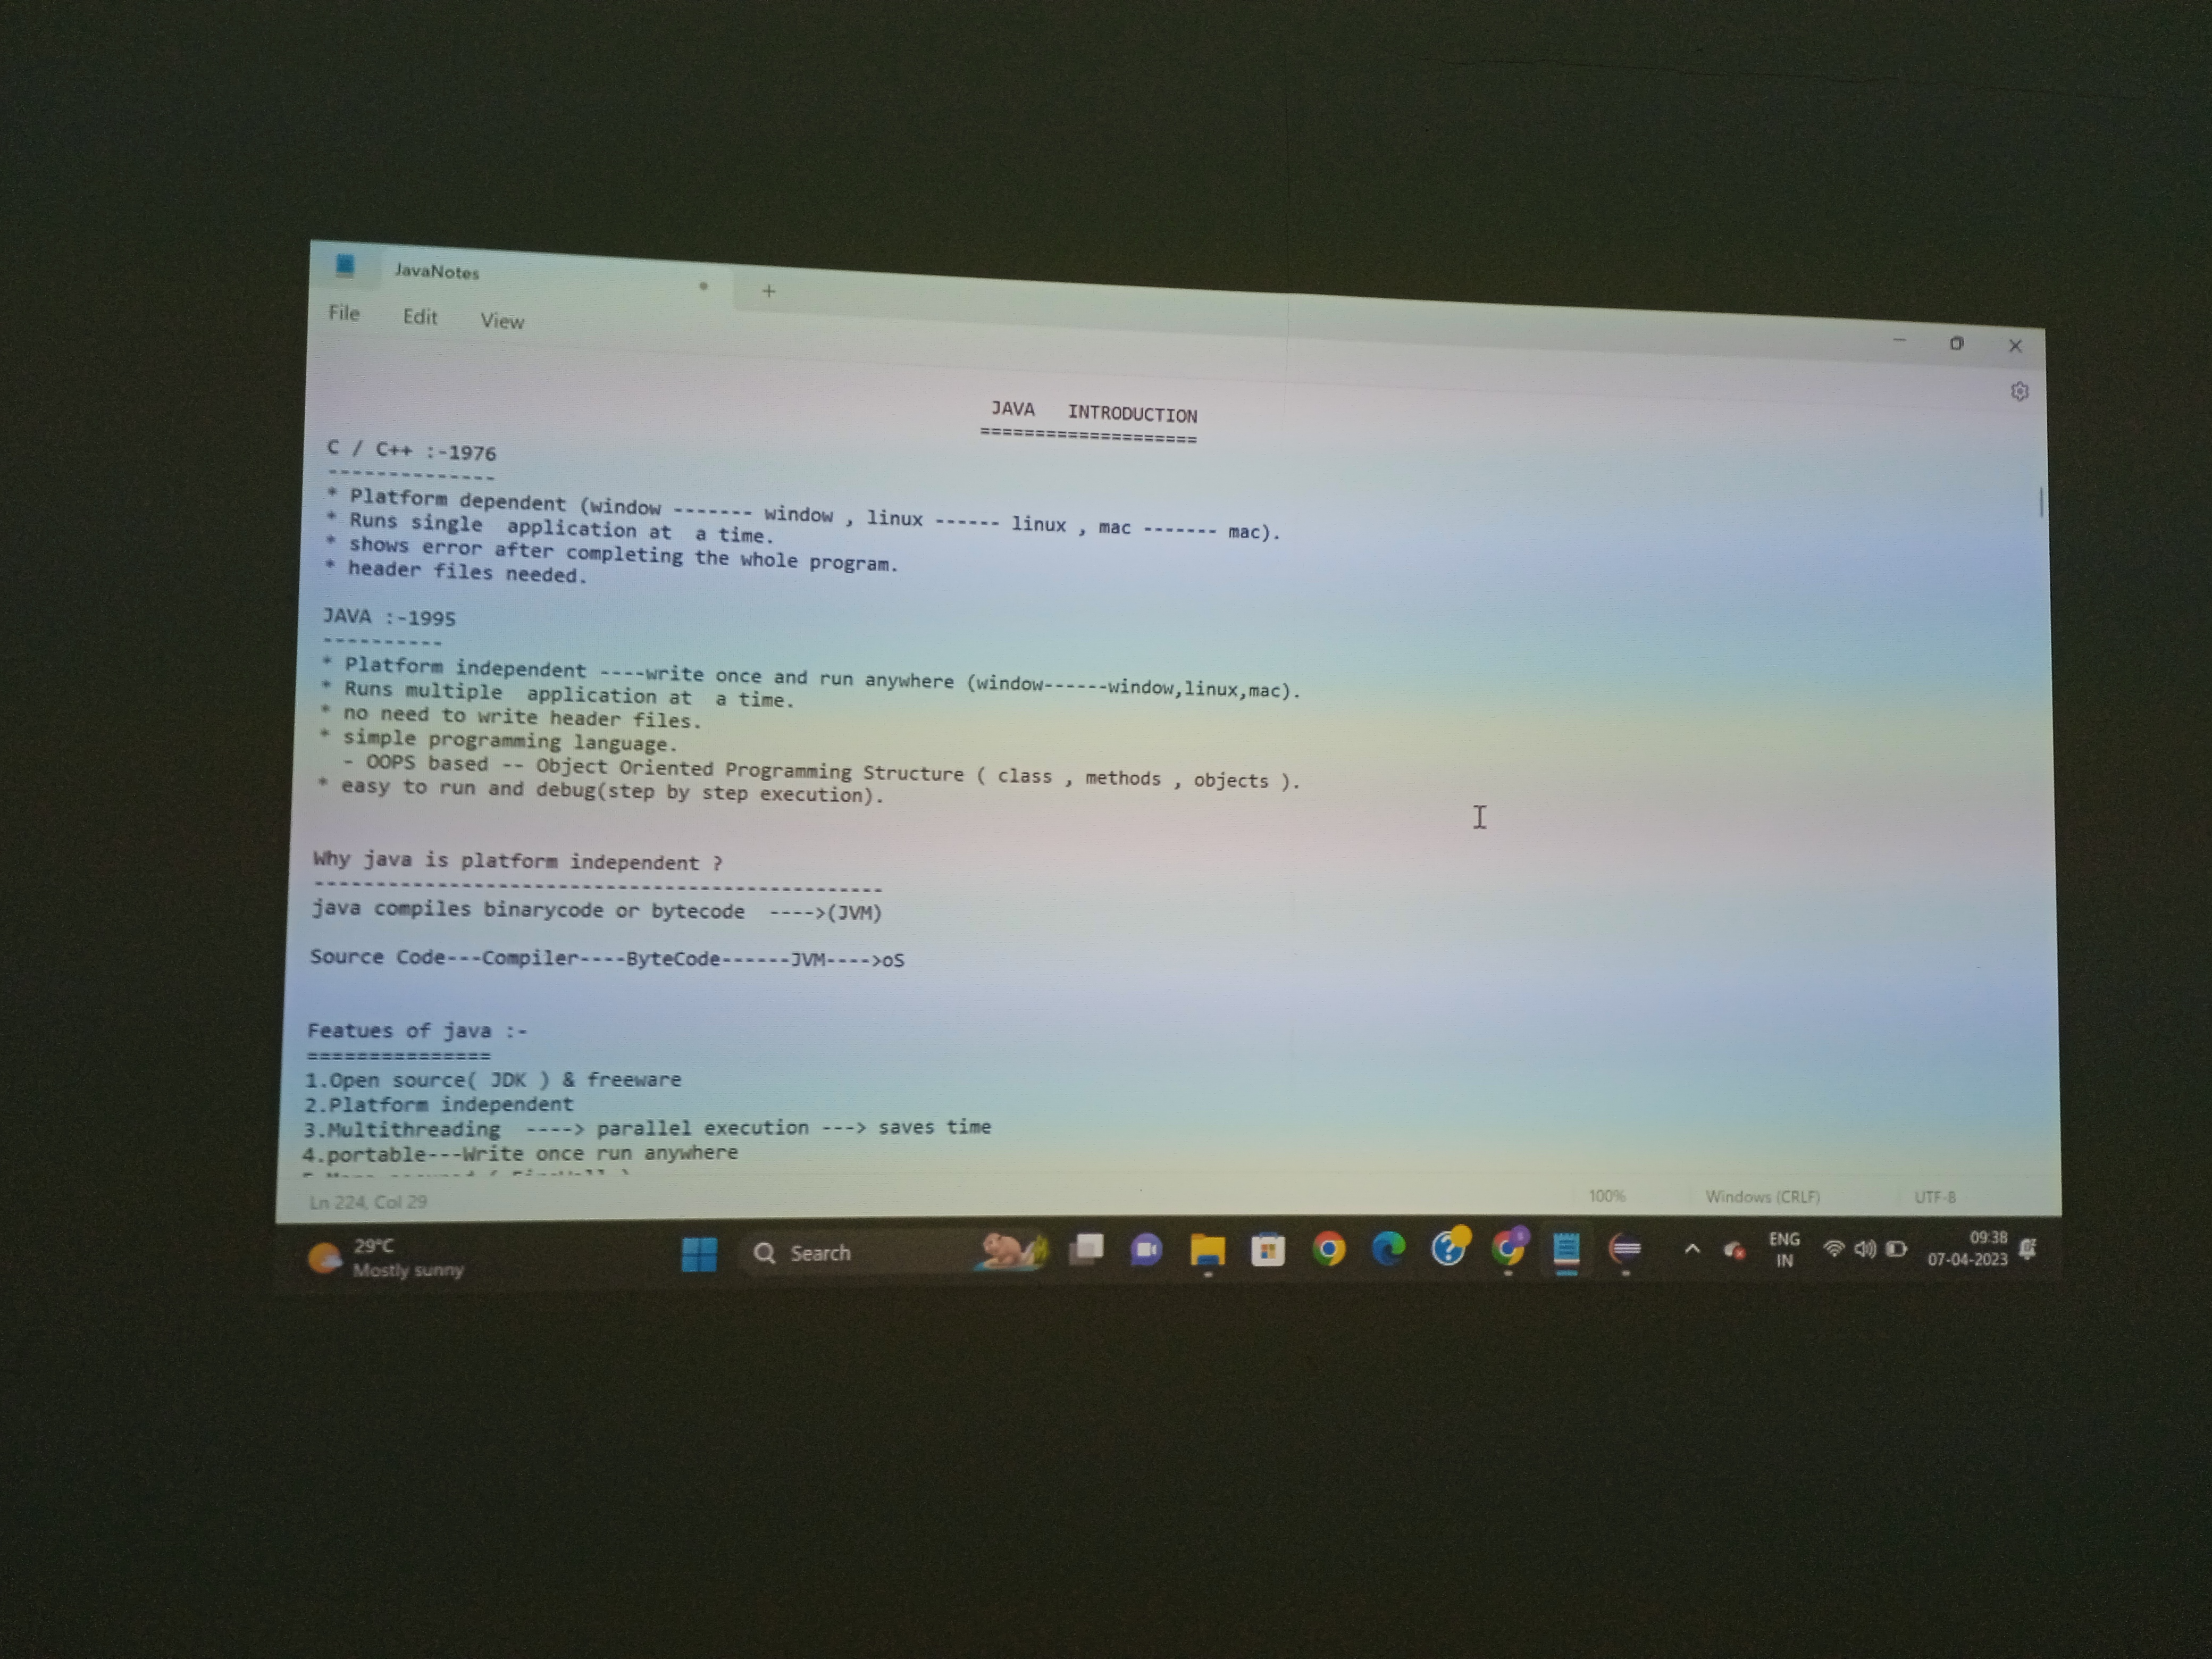 JavaNotes
File Edit View
JAVA   INTRODUCTION
====================
C / C++ :-1976
--------------
* Platform dependent (window ------- window , linux ------ linux , mac ------- mac).
* Runs single  application at  a time.
* shows error after completing the whole program.
* header files needed.
JAVA :-1995
----------
* Platform independent ----write once and run anywhere (window------window,linux,mac).
* Runs multiple  application at  a time.
* no need to write header files.
* simple programming language.
- OOPS based -- Object Oriented Programming Structure ( class , methods , objects ).
* easy to run and debug(step by step execution).
Why java is platform independent ?
-----------------------------------------------
java compiles binarycode or bytecode  ---->(JVM)
Source Code---Compiler----ByteCode------JVM---->oS
Featues of java :-
===============
1.Open source( JDK ) & freeware
2.Platform independent
3.Multithreading  ----> parallel execution ---> saves time
4.portable---Write once run anywhere
Ln 224, Col 29 100% Windows (CRLF) UTF-8
29°C
Mostly sunny
Search
ENG
IN
09:38
07-04-2023